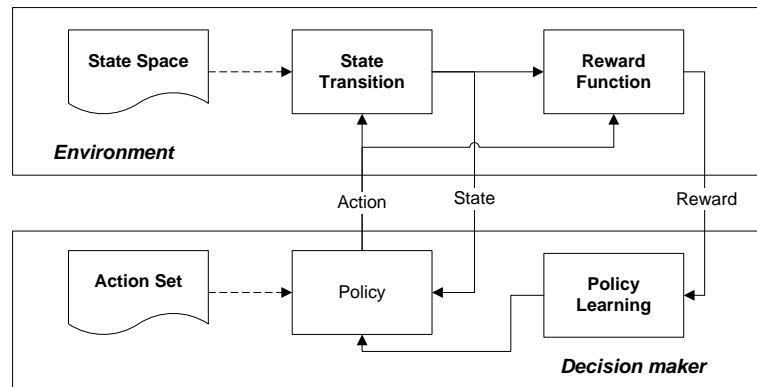 State Space
State
Transition
Reward
Function
Environment
Action
State
Reward
Action Set
Policy
Policy
Learning
Decision maker